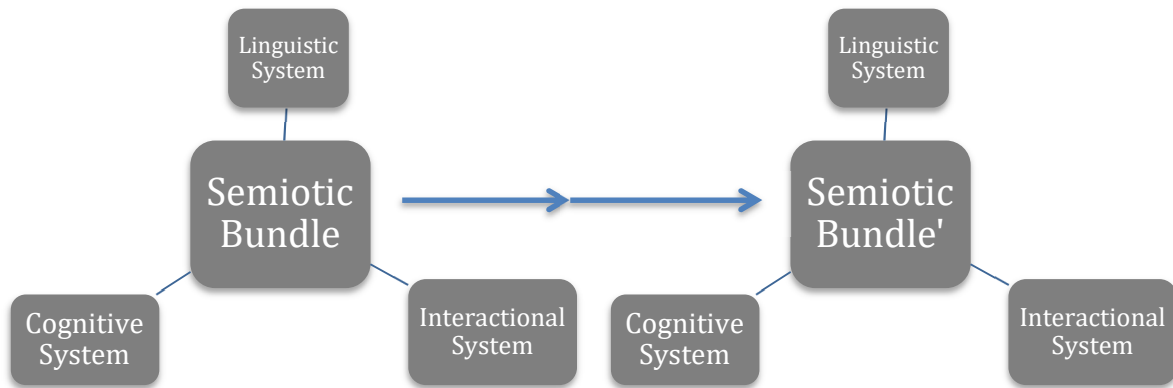 Linguistic
System
Semiotic
Bundle
Cognitive
System
Interactional
System
Linguistic
System
Semiotic
Bundle'
Cognitive
System
Interactional
System